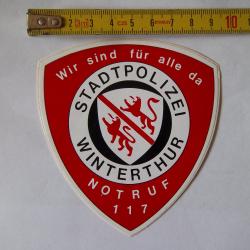 Wir sind für alle da
STADTPOLIZEI
WINTERTHUR
NOTRUF
117